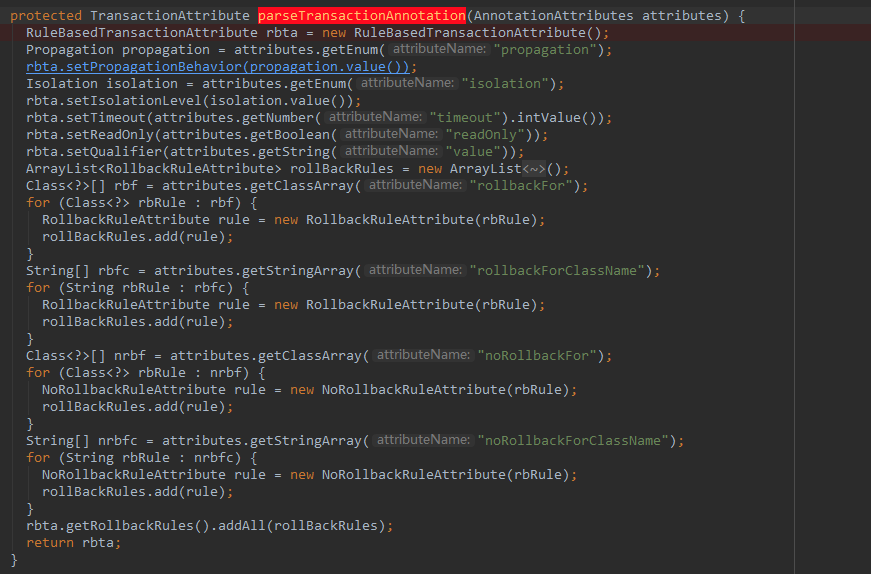 protected TransactionAttribute parseTransactionAnnotation(AnnotationAttributes attributes) {
  RuleBasedTransactionAttribute rbta = new RuleBasedTransactionAttribute();
  Propagation propagation = attributes.getEnum( attributeName: "propagation");
  rbta.setPropagationBehavior(propagation.value());
  Isolation isolation = attributes.getEnum( attributeName: "isolation");
  rbta.setIsolationLevel(isolation.value());
  rbta.setTimeout(attributes.getNumber( attributeName: "timeout").intValue());
  rbta.setReadOnly(attributes.getBoolean( attributeName: "readOnly"));
  rbta.setQualifier(attributes.getString( attributeName: "value"));
  ArrayList<RollbackRuleAttribute> rollBackRules = new ArrayList<~>();
  Class<?>[] rbf = attributes.getClassArray( attributeName: "rollbackFor");
  for (Class<?> rbRule : rbf) {
    RollbackRuleAttribute rule = new RollbackRuleAttribute(rbRule);
    rollBackRules.add(rule);
  }
  String[] rbfc = attributes.getStringArray( attributeName: "rollbackForClassName");
  for (String rbRule : rbfc) {
    RollbackRuleAttribute rule = new RollbackRuleAttribute(rbRule);
    rollBackRules.add(rule);
  }
  Class<?>[] nrbf = attributes.getClassArray( attributeName: "noRollbackFor");
  for (Class<?> rbRule : nrbf) {
    NoRollbackRuleAttribute rule = new NoRollbackRuleAttribute(rbRule);
    rollBackRules.add(rule);
  }
  String[] nrbfc = attributes.getStringArray( attributeName: "noRollbackForClassName");
  for (String rbRule : nrbfc) {
    NoRollbackRuleAttribute rule = new NoRollbackRuleAttribute(rbRule);
    rollBackRules.add(rule);
  }
  rbta.getRollbackRules().addAll(rollBackRules);
  return rbta;
}